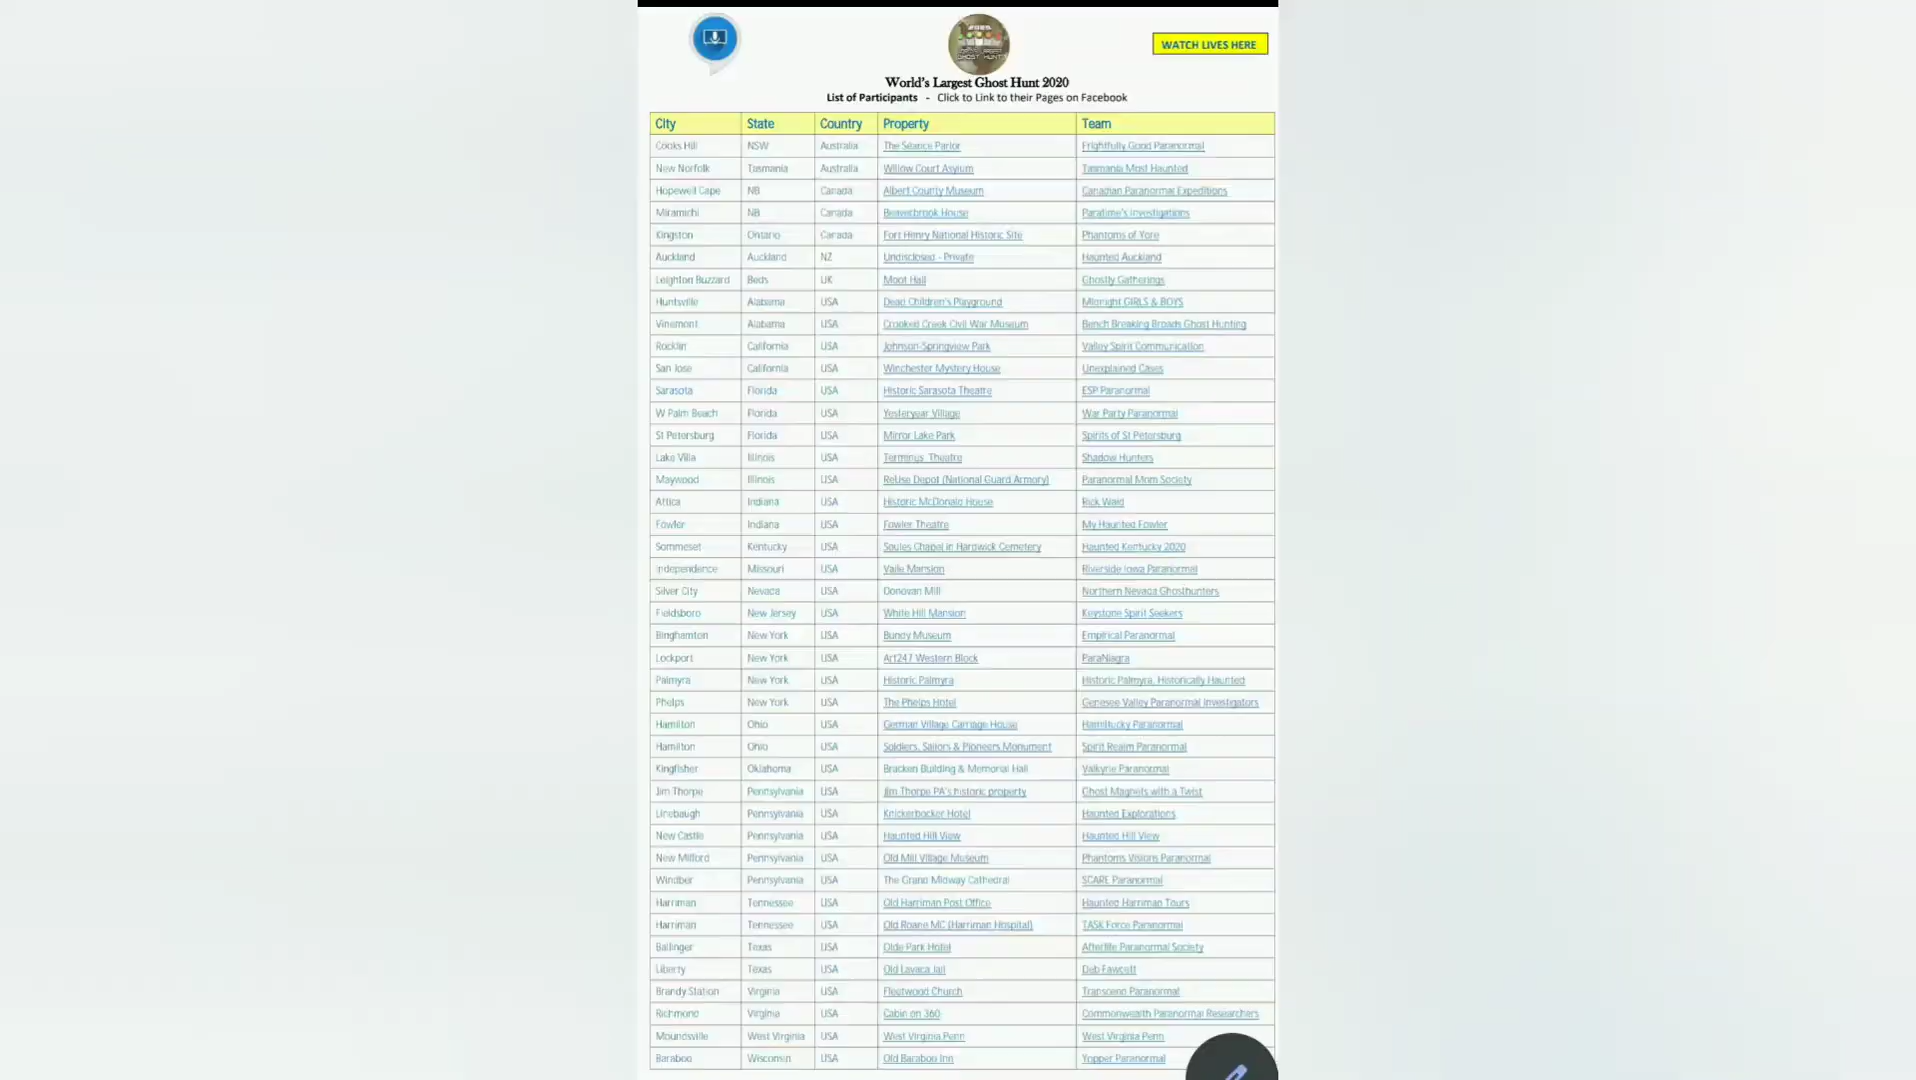 WATCH LIVES HERE
World's Largest Ghost Hunt 2020
List of Participants - Click to Link to their Pages on Facebook
City State Country Property Team
Cooks Hill NSW Australia The Séance Parlor Frightfully Good Paranormal
New Norfolk Tasmania Australia Willow Court Asylum Tasmania Most Haunted
Hopewell Cape NB Canada Albert County Museum Canadian Paranormal Expeditions
Miramichi NB Canada Beaverbrook House Paratime's Investigations
Kingston Ontario Canada Fort Henry National Historic Site Phantoms of Yore
Auckland Auckland NZ Undisclosed - Private Haunted Auckland
Leighton Buzzard Beds UK Moot Hall Ghostly Gatherings
Huntsville Alabama USA Dead Children's Playground Midnight GIRLS & BOYS
Vinemont Alabama USA Crooked Creek Civil War Museum Bench Breaking Broads Ghost Hunting
Rocklin California USA Johnson-Springview Park Valley Spirit Communication
San Jose California USA Winchester Mystery House Unexplained Cases
Sarasota Florida USA Historic Sarasota Theatre ESP Paranormal
W Palm Beach Florida USA Yesteryear Village War Party Paranormal
St Petersburg Florida USA Mirror Lake Park Spirits of St Petersburg
Lake Villa Illinois USA Terminus Theatre Shadow Hunters
Maywood Illinois USA ReUse Depot (National Guard Armory) Paranormal Mom Society
Attica Indiana USA Historic McDonald House Rick Waid
Fowler Indiana USA Fowler Theatre My Haunted Fowler
Sommeset Kentucky USA Soules Chapel in Hardwick Cemetery Haunted Kentucky 2020
Independence Missouri USA Vaile Mansion Riverside Iowa Paranormal
Silver City Nevada USA Donovan Mill Northern Nevada Ghosthunters
Fieldsboro New Jersey USA White Hill Mansion Keystone Spirit Seekers
Binghamton New York USA Bundy Museum Empirical Paranormal
Lockport New York USA Art247 Western Block ParaNiagra
Palmyra New York USA Historic Palmyra Historic Palmyra, Historically Haunted
Phelps New York USA The Phelps Hotel Genesee Valley Paranormal Investigators
Hamilton Ohio USA German Village Carriage House Hamiltucky Paranormal
Hamilton Ohio USA Soldiers, Sailors & Pioneers Monument Spirit Realm Paranormal
Kingfisher Oklahoma USA Bracken Building & Memorial Hall Valkyrie Paranormal
Jim Thorpe Pennsylvania USA Jim Thorpe PA's historic property Ghost Magnets with a Twist
Linebaugh Pennsylvania USA Knickerbocker Hotel Haunted Explorations
New Castle Pennsylvania USA Haunted Hill View Haunted Hill View
New Milford Pennsylvania USA Old Mill Village Museum Phantoms Visions Paranormal
Windber Pennsylvania USA The Grand Midway Cathedral SCARE Paranormal
Harriman Tennessee USA Old Harriman Post Office Haunted Harriman Tours
Harriman Tennessee USA Old Roane MC (Harriman Hospital) TASK Force Paranormal
Ballinger Texas USA Olde Park Hotel Afterlife Paranormal Society
Liberty Texas USA Old Lavaca Jail Deb Fawcett
Brandy Station Virginia USA Fleetwood Church Transcend Paranormal
Richmond Virginia USA Cabin on 360 Commonwealth Paranormal Researchers
Moundsville West Virginia USA West Virginia Penn West Virginia Penn
Baraboo Wisconsin USA Old Baraboo Inn Yopper Paranormal